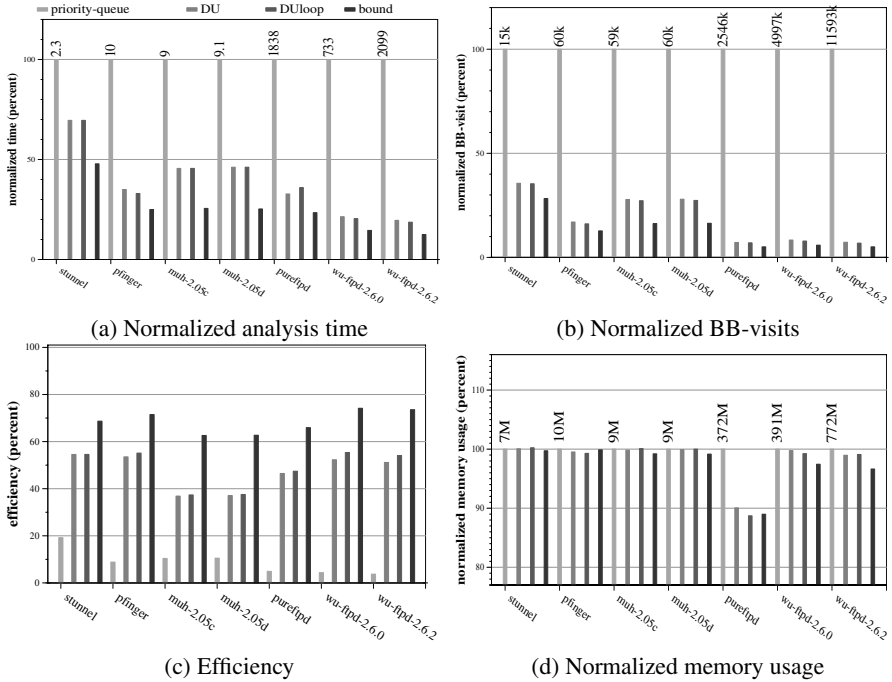 priority-queue DU DUloop bound
2.3 10 9 9.1 1838 733 2099
normalized time (percent)
100
50
0
stunnel pfinger muh-2.05c muh-2.05d pureftpd wu-ftpd-2.6.0 wu-ftpd-2.6.2
(a) Normalized analysis time
15k 60k 59k 60k 2546k 4997k 11593k
normalized BB-visit (percent)
100
50
0
stunnel pfinger muh-2.05c muh-2.05d pureftpd wu-ftpd-2.6.0 wu-ftpd-2.6.2
(b) Normalized BB-visits
efficiency (percent)
100
80
60
40
20
0
stunnel pfinger muh-2.05c muh-2.05d pureftpd wu-ftpd-2.6.0 wu-ftpd-2.6.2
(c) Efficiency
normalized memory usage (percent)
110
100
90
80
7M 10M 9M 9M 372M 391M 772M
stunnel pfinger muh-2.05c muh-2.05d pureftpd wu-ftpd-2.6.0 wu-ftpd-2.6.2
(d) Normalized memory usage